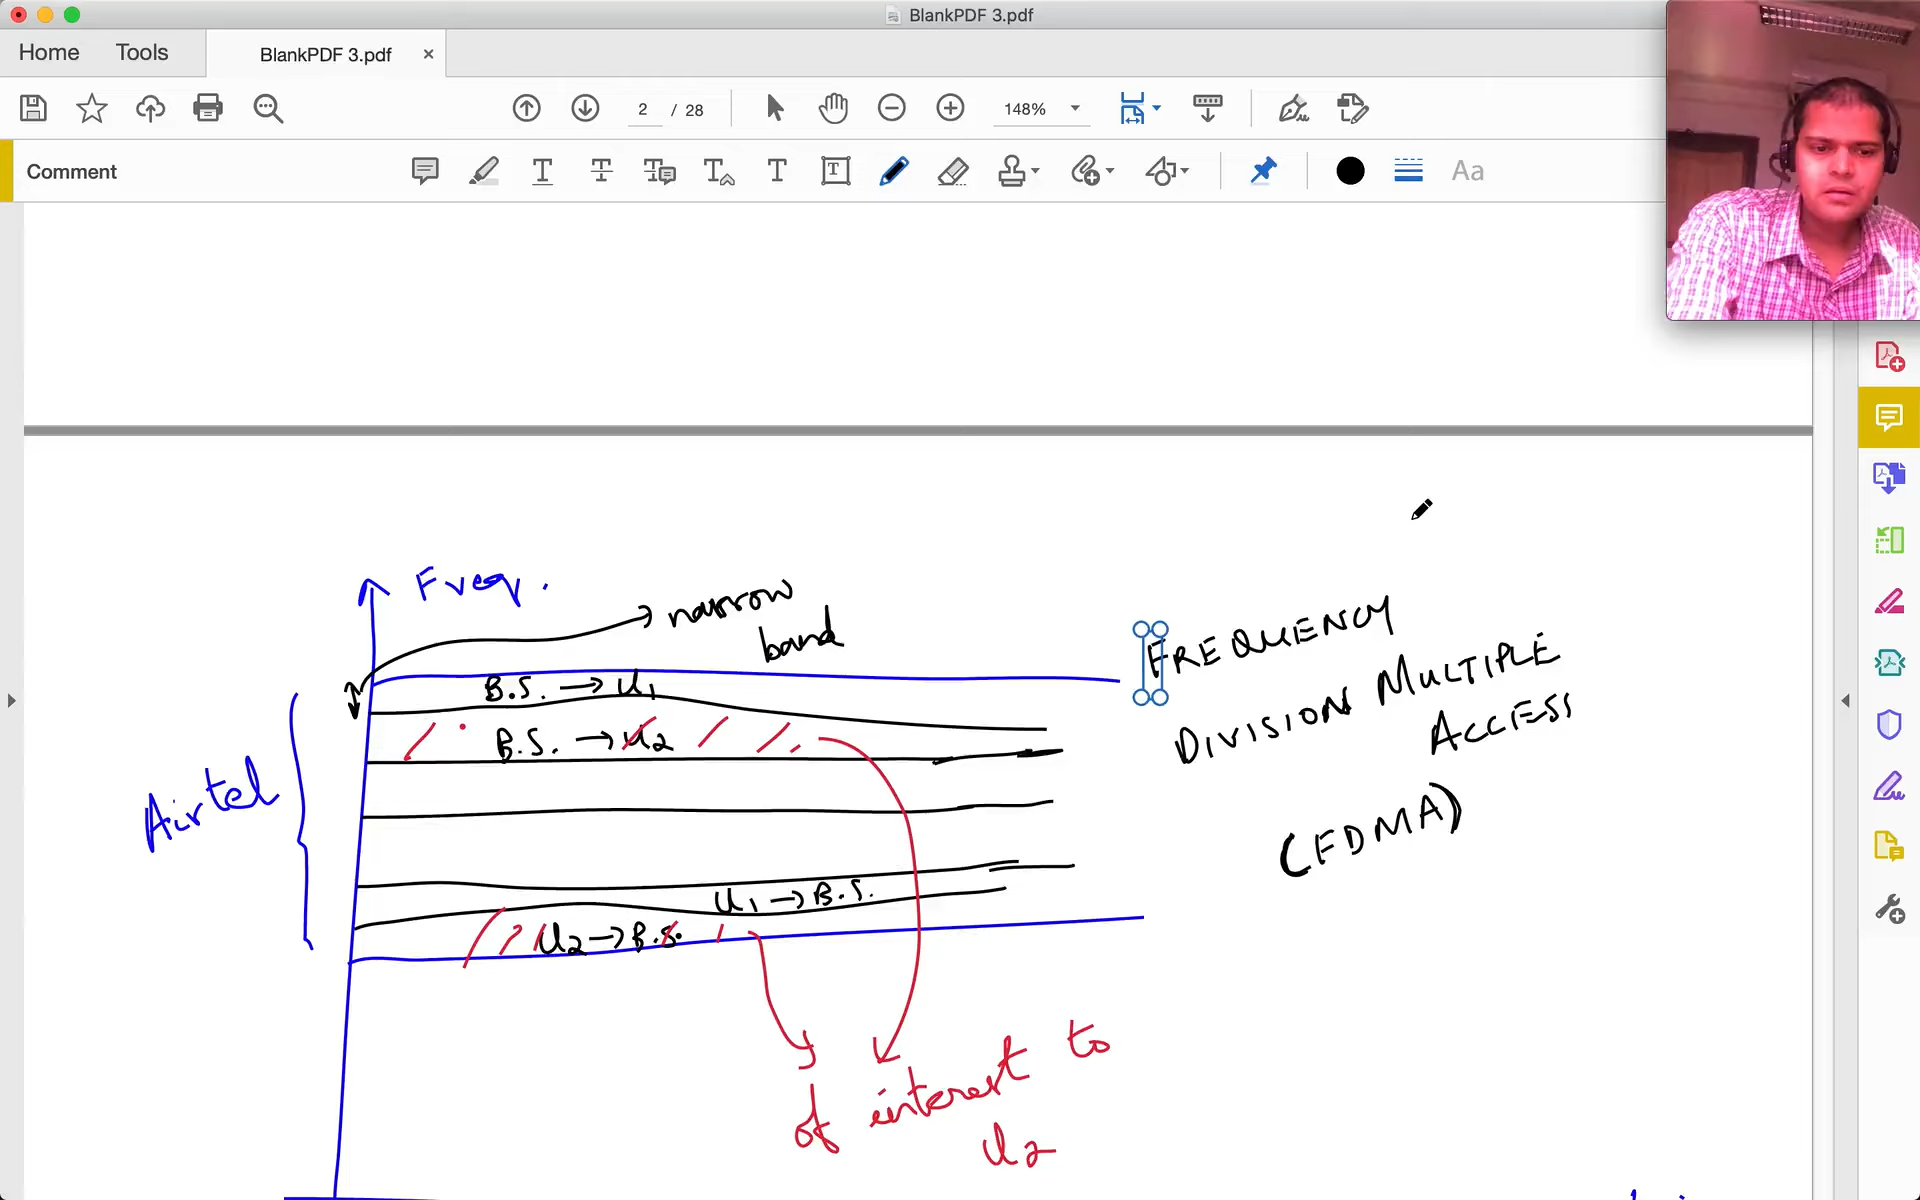 BlankPDF 3.pdf
Home
Tools
BlankPDF 3.pdf
2 / 28
148%
Comment
Aa
Freq.
narrow
band
B.S. → U1
B.S. → U2
Airtel
U1 → B.S.
U2 → B.S.
FREQUENCY
DIVISION MULTIPLE
ACCESS
(FDMA)
of interest to
U2